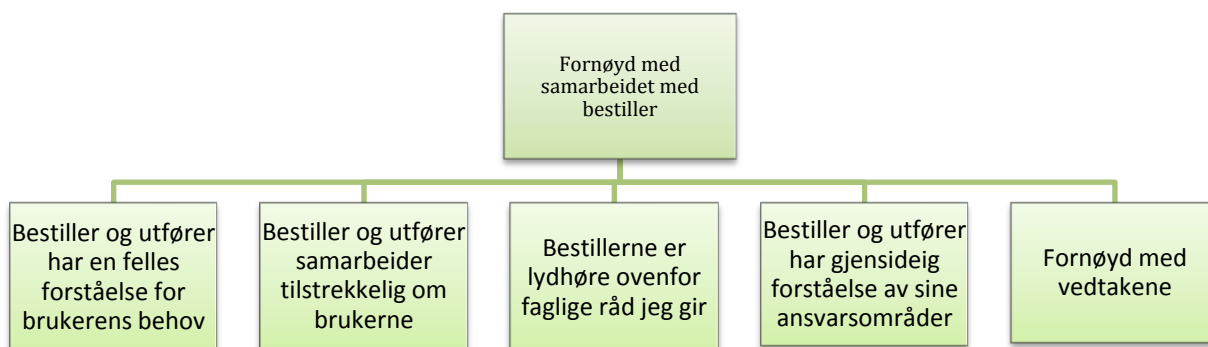 Fornøyd med
samarbeidet med
bestiller
Bestiller og utfører
har en felles
forståelse for
brukerens behov
Bestiller og utfører
samarbeider
tilstrekkelig om
brukerne
Bestillerne er
lydhøre ovenfor
faglige råd jeg gir
Bestiller og utfører
har gjensideig
forståelse av sine
ansvarsområder
Fornøyd med
vedtakene